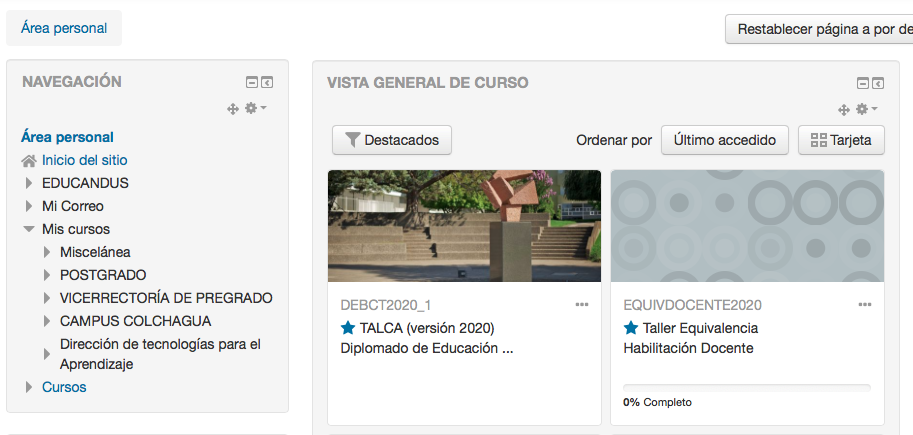 Área personal
Restablecer página a por de
NAVEGACIÓN
Área personal
Inicio del sitio
EDUCANDUS
Mi Correo
Mis cursos
Miscelánea
POSTGRADO
VICERRECTORÍA DE PREGRADO
CAMPUS COLCHAGUA
Dirección de tecnologías para el
Aprendizaje
Cursos
VISTA GENERAL DE CURSO
Destacados
Ordenar por
Último accedido
Tarjeta
DEBCT2020_1
TALCA (versión 2020)
Diplomado de Educación ...
EQUIVDOCENTE2020
Taller Equivalencia
Habilitación Docente
0% Completo